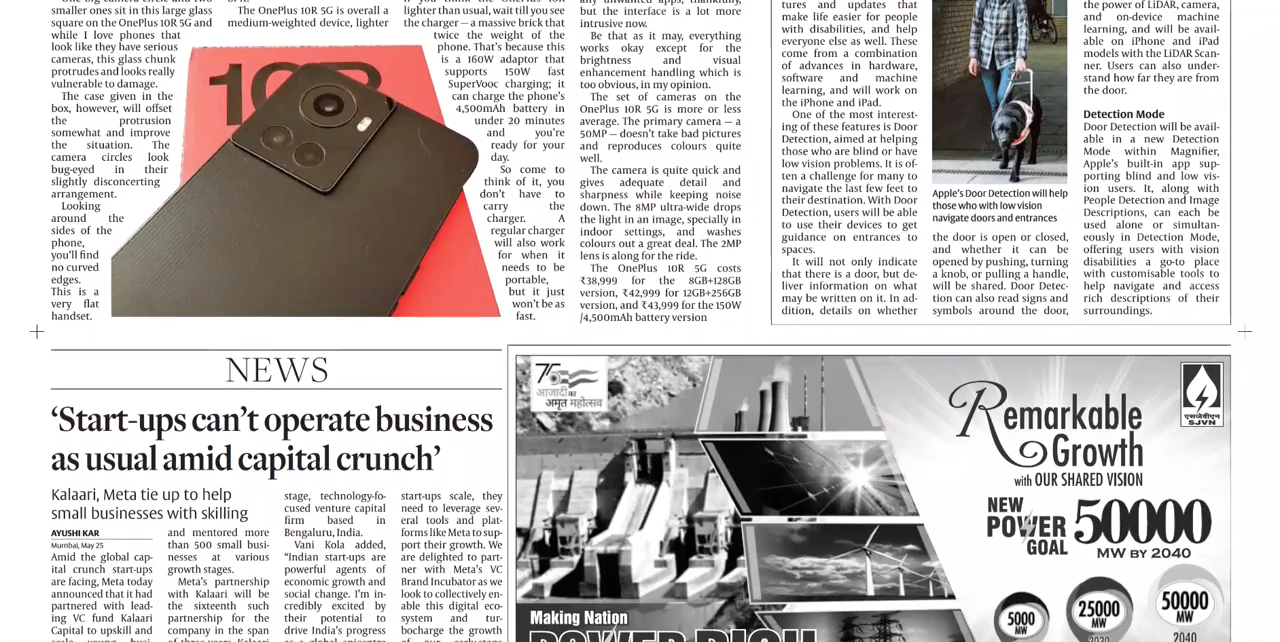 square on the OnePlus 10R 5G and
while I love phones that
look like they have serious
cameras, this glass chunk
protrudes and looks really
vulnerable to damage.
The case given in the
box, however, will offset
the protrusion
somewhat and improve
the situation. The
camera circles look
bug-eyed in their
slightly disconcerting
arrangement.
Looking
around the
sides of the
phone,
you'll find
no curved
edges.
This is a
very flat
handset.
The OnePlus 10R 5G is overall a
medium-weighted device, lighter
lighter than usual, wait till you see
the charger — a massive brick that
twice the weight of the
phone. That's because this
is a 160W adaptor that
supports 150W fast
SuperVooc charging; it
can charge the phone's
4,500mAh battery in
under 20 minutes
and you're
ready for your
day.
So come to
think of it, you
don't have to
carry the
charger. A
regular charger
will also work
for when it
needs to be
portable,
but it just
won't be as
fast.
but the interface is a lot more
intrusive now.
Be that as it may, everything
works okay except for the
brightness and visual
enhancement handling which is
too obvious, in my opinion.
The set of cameras on the
OnePlus 10R 5G is more or less
average. The primary camera — a
50MP — doesn't take bad pictures
and reproduces colours quite
well.
The camera is quite quick and
gives adequate detail and
sharpness while keeping noise
down. The 8MP ultra-wide drops
the light in an image, specially in
indoor settings, and washes
colours out a great deal. The 2MP
lens is along for the ride.
The OnePlus 10R 5G costs
₹38,999 for the 8GB+128GB
version, ₹42,999 for 12GB+256GB
version, and ₹43,999 for the 150W
/4,500mAh battery version
tures and updates that
make life easier for people
with disabilities, and help
everyone else as well. These
come from a combination
of advances in hardware,
software and machine
learning, and will work on
the iPhone and iPad.
One of the most interest-
ing of these features is Door
Detection, aimed at helping
those who are blind or have
low vision problems. It is of-
ten a challenge for many to
navigate the last few feet to
their destination. With Door
Detection, users will be able
to use their devices to get
guidance on entrances to
spaces.
It will not only indicate
that there is a door, but de-
liver information on what
may be written on it. In ad-
dition, details on whether
Apple's Door Detection will help
those who with low vision
navigate doors and entrances
the door is open or closed,
and whether it can be
opened by pushing, turning
a knob, or pulling a handle,
will be shared. Door Detec-
tion can also read signs and
symbols around the door,
the power of LiDAR, camera,
and on-device machine
learning, and will be avail-
able on iPhone and iPad
models with the LiDAR Scan-
ner. Users can also under-
stand how far they are from
the door.
Detection Mode
Door Detection will be avail-
able in a new Detection
Mode within Magnifier,
Apple's built-in app sup-
porting blind and low vis-
ion users. It, along with
People Detection and Image
Descriptions, can each be
used alone or simultan-
eously in Detection Mode,
offering users with vision
disabilities a go-to place
with customisable tools to
help navigate and access
rich descriptions of their
surroundings.
NEWS
'Start-ups can't operate business
as usual amid capital crunch'
Kalaari, Meta tie up to help
small businesses with skilling
AYUSHI KAR
Mumbai, May 25
Amid the global cap-
ital crunch start-ups
are facing, Meta today
announced that it had
partnered with lead-
ing VC fund Kalaari
Capital to upskill and
and mentored more
than 500 small busi-
nesses at various
growth stages.
Meta's partnership
with Kalaari will be
the sixteenth such
partnership for the
company in the span
stage, technology-fo-
cused venture capital
firm based in
Bengaluru, India.
Vani Kola added,
"Indian start-ups are
powerful agents of
economic growth and
social change. I'm in-
credibly excited by
their potential to
drive India's progress
start-ups scale, they
need to leverage sev-
eral tools and plat-
forms like Meta to sup-
port their growth. We
are delighted to part-
ner with Meta's VC
Brand Incubator as we
look to collectively en-
able this digital eco-
system and tur-
bocharge the growth
75
आज़ादी का
अमृत महोत्सव
एसजेवीएन
SJVN
Remarkable
Growth
with OUR SHARED VISION
NEW
POWER
GOAL
50000
MW BY 2040
5000
MW
25000
MW
50000
MW
2040
Making Nation